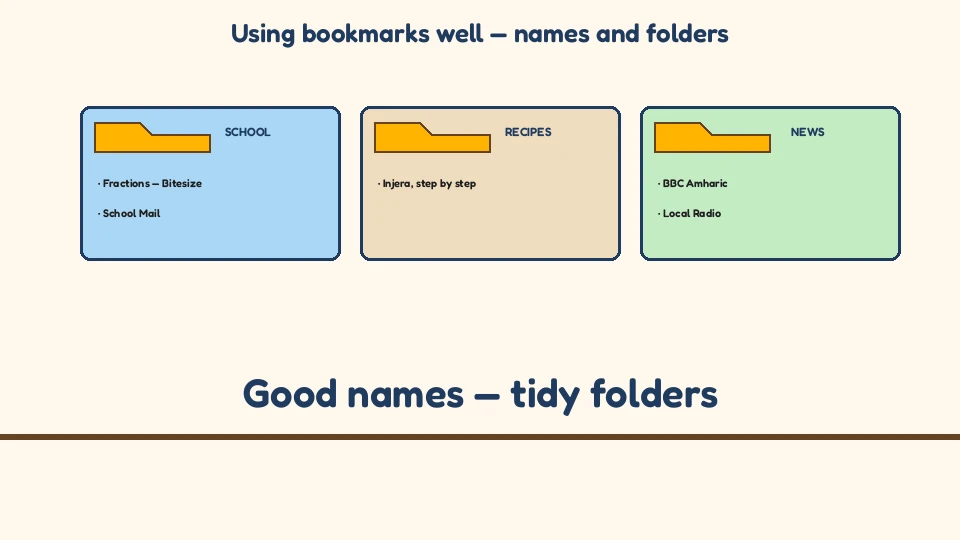 Using bookmarks well — names and folders
SCHOOL
· Fractions — Bitesize
· School Mail
RECIPES
· Injera, step by step
NEWS
· BBC Amharic
· Local Radio
Good names — tidy folders